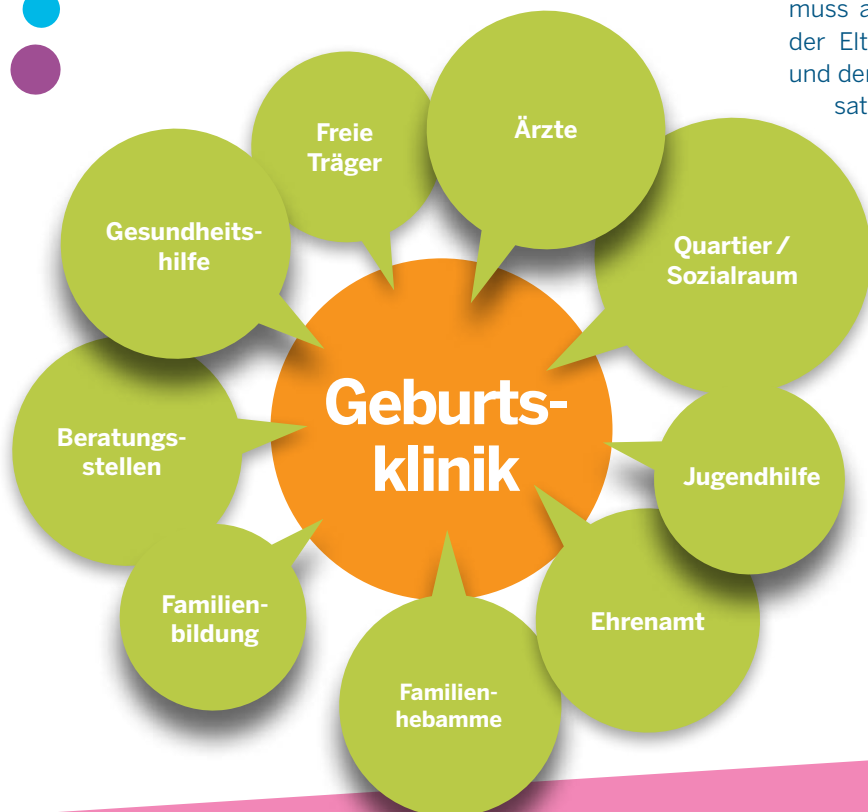 muss a
der Elt
und der
sat
Freie
Träger
Ärzte
Gesundheits-
hilfe
Quartier /
Sozialraum
Geburts-
klinik
Beratungs-
stellen
Jugendhilfe
Familien-
bildung
Ehrenamt
Familien-
hebamme